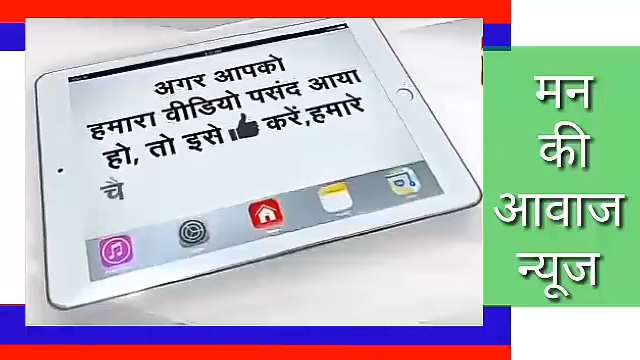 अगर आपको
हमारा वीडियो पसंद आया
हो, तो इसे करें,हमारे
चे
मन
की
आवाज
न्यूज